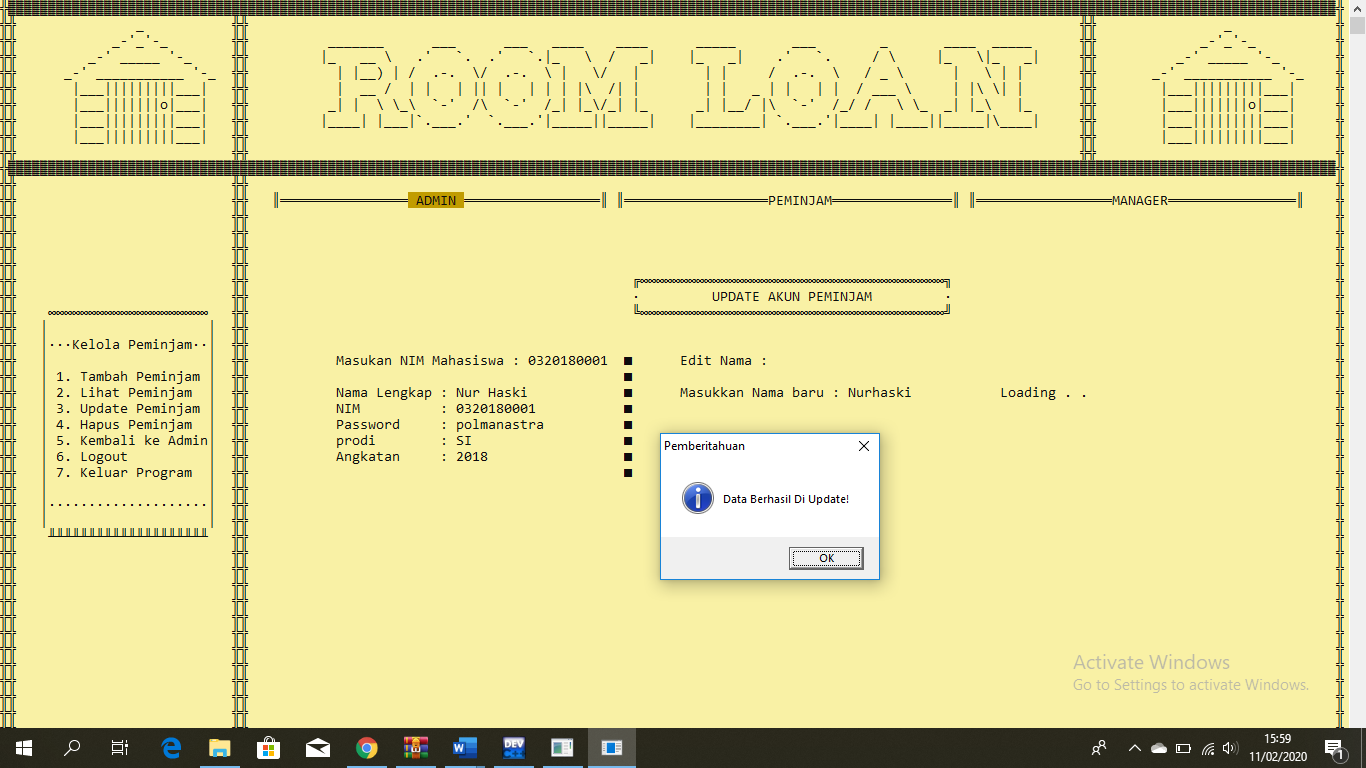 ROOM LOAN
ADMIN
PEMINJAM
MANAGER
UPDATE AKUN PEMINJAM
···Kelola Peminjam··
1. Tambah Peminjam
2. Lihat Peminjam
3. Update Peminjam
4. Hapus Peminjam
5. Kembali ke Admin
6. Logout
7. Keluar Program
Masukan NIM Mahasiswa : 0320180001
Nama Lengkap : Nur Haski
NIM : 0320180001
Password : polmanastra
prodi : SI
Angkatan : 2018
Edit Nama :
Masukkan Nama baru : Nurhaski
Loading . .
Pemberitahuan
Data Berhasil Di Update!
OK
Activate Windows
Go to Settings to activate Windows.
DEV
C++
15:59
11/02/2020
1